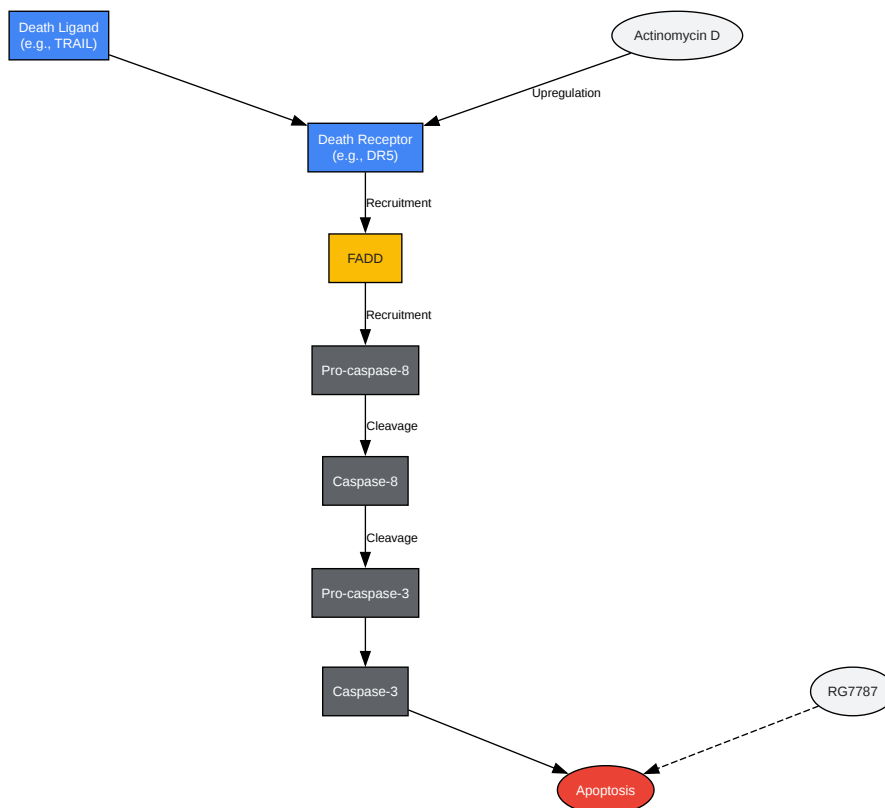 Death Ligand
(e.g., TRAIL)
Actinomycin D
Upregulation
Death Receptor
(e.g., DR5)
Recruitment
FADD
Recruitment
Pro-caspase-8
Cleavage
Caspase-8
Cleavage
Pro-caspase-3
Caspase-3
RG7787
Apoptosis